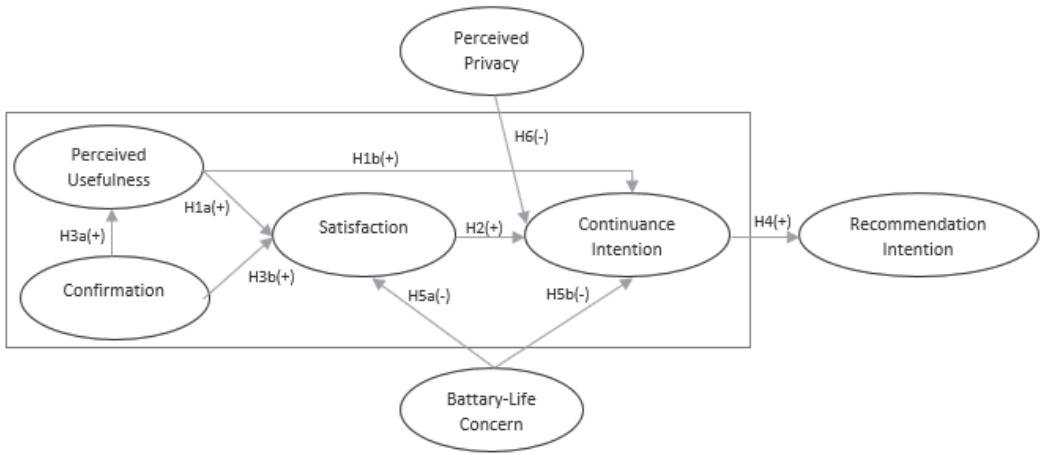 Perceived
Privacy
H6(-)
Perceived
Usefulness
H1b(+)
H1a(+)
Satisfaction
H2(+)
Continuance
Intention
H4(+)
Recommendation
Intention
H3a(+)
H3b(+)
Confirmation
H5a(-)
H5b(-)
Battary-Life
Concern